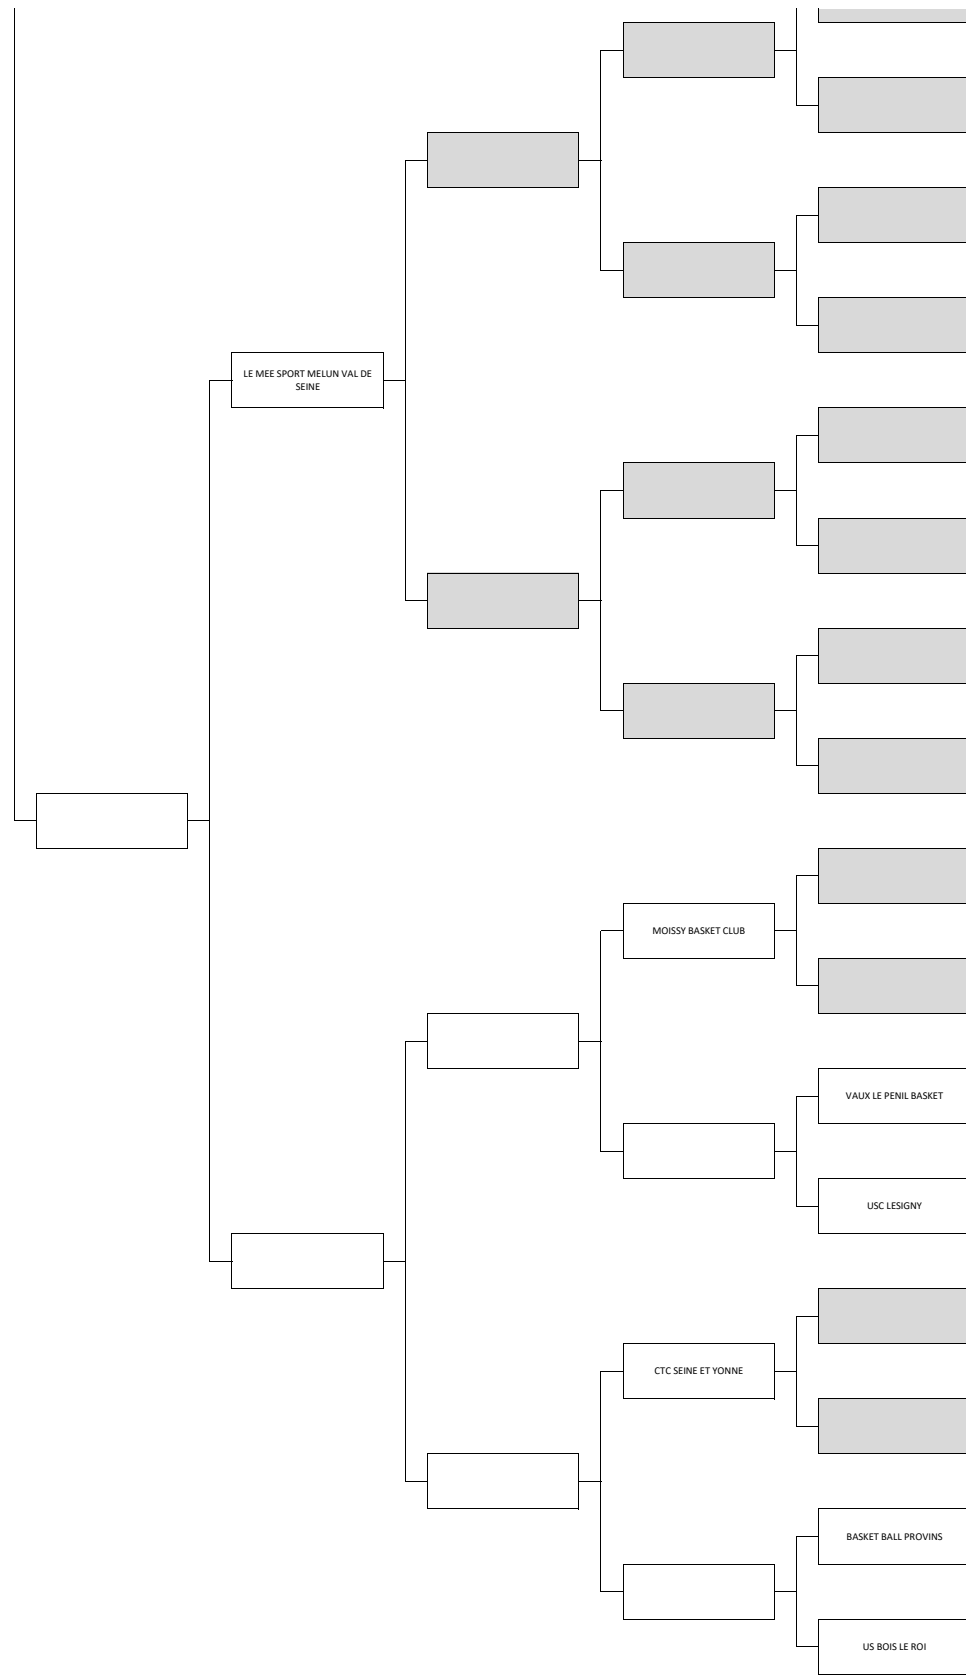 LE MEE SPORT MELUN VAL DE
SEINE
MOISSY BASKET CLUB
VAUX LE PENIL BASKET
USC LESIGNY
CTC SEINE ET YONNE
BASKET BALL PROVINS
US BOIS LE ROI